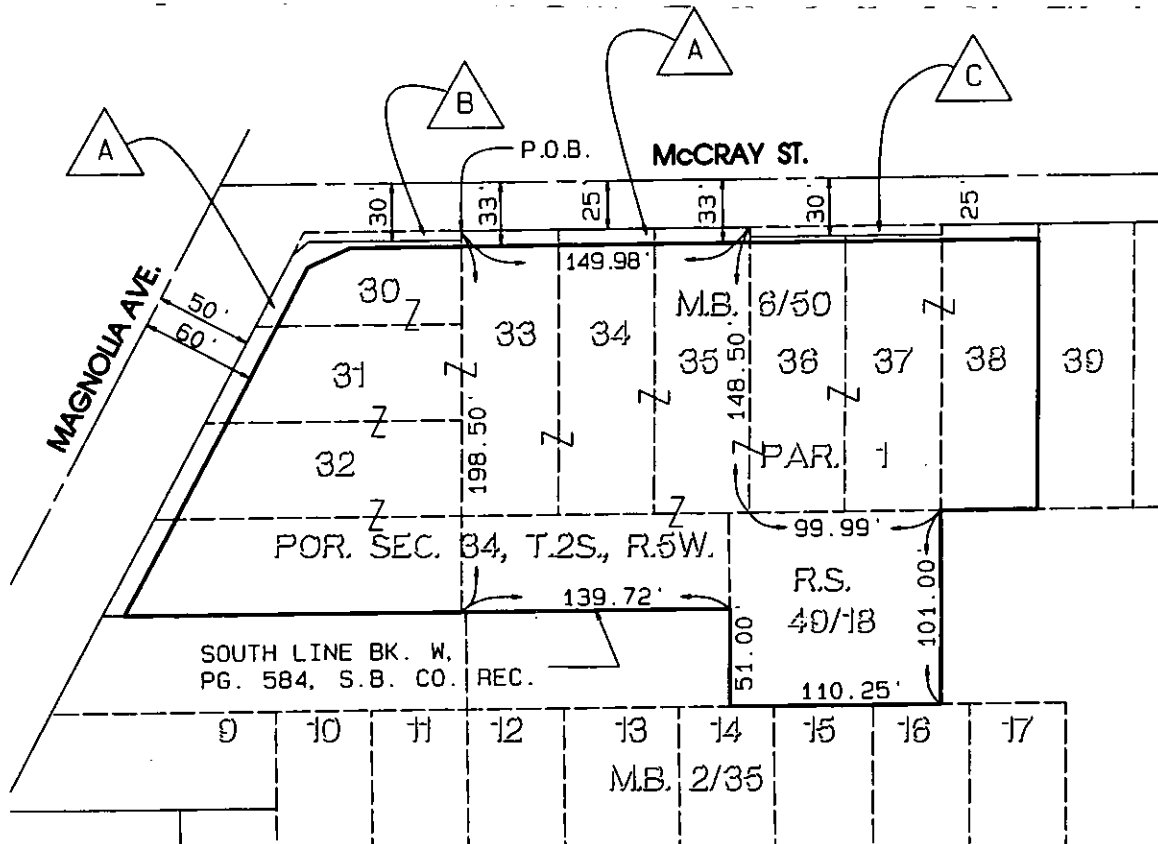 A
C
B
A
P.O.B.
McCRAY ST.
30'
33'
25'
33'
30'
25'
149.98'
MAGNOLIA AVE.
50'
60'
30
33
34
M.B. 6/50
31
35
36
37
38
39
148.50'
32
198.50'
PAR. 1
99.99'
POR. SEC. 34, T.2S., R.5W.
R.S.
49/18
139.72'
101.00'
51.00'
SOUTH LINE BK. W,
PG. 584, S.B. CO. REC.
110.25'
9
10
11
12
13
14
15
16
17
M.B. 2/35